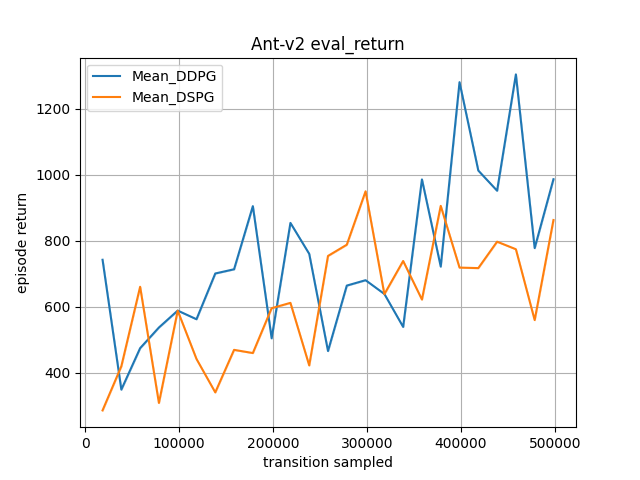 Ant-v2 eval_return
Mean_DDPG
Mean_DSPG
episode return
1200
1000
800
600
400
0
100000
200000
300000
400000
500000
transition sampled